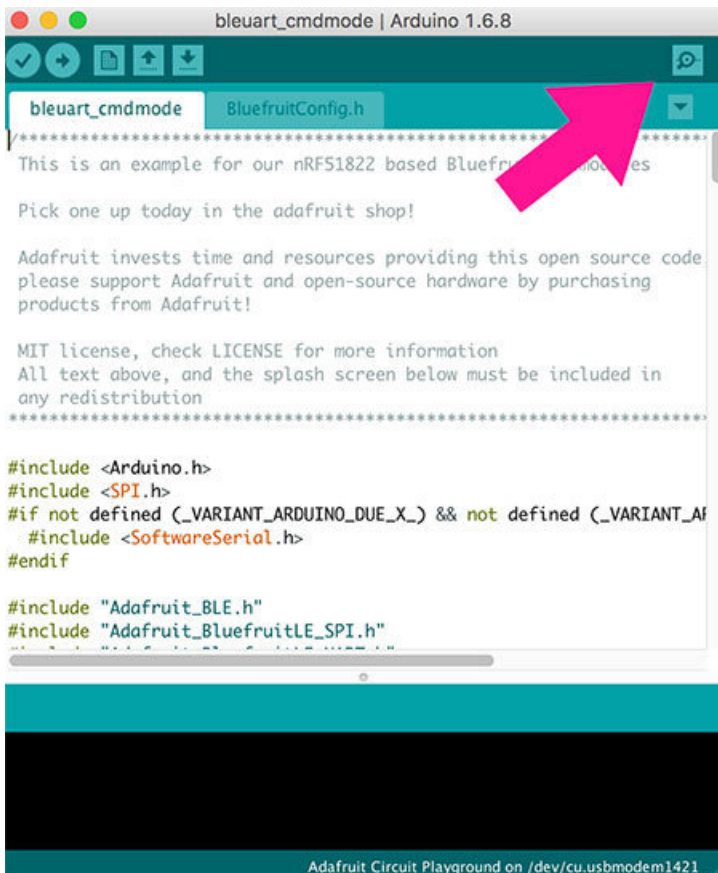 bleuart_cmdmode | Arduino 1.6.8
bleuart_cmdmode BluefruitConfig.h
/********************************************************************
This is an example for our nRF51822 based
Pick one up today in the adafruit shop!
Adafruit invests time and resources providing this open source code,
please support Adafruit and open-source hardware by purchasing
products from Adafruit!
MIT license, check LICENSE for more information
All text above, and the splash screen below must be included in
any redistribution
*********************************************************************
#include <Arduino.h>
#include <SPI.h>
#if not defined (_VARIANT_ARDUINO_DUE_X_) && not defined (_VARIANT_AR
#include <SoftwareSerial.h>
#endif
#include "Adafruit_BLE.h"
#include "Adafruit_BluefruitLE_SPI.h"
Adafruit Circuit Playground on /dev/cu.usbmodem1421